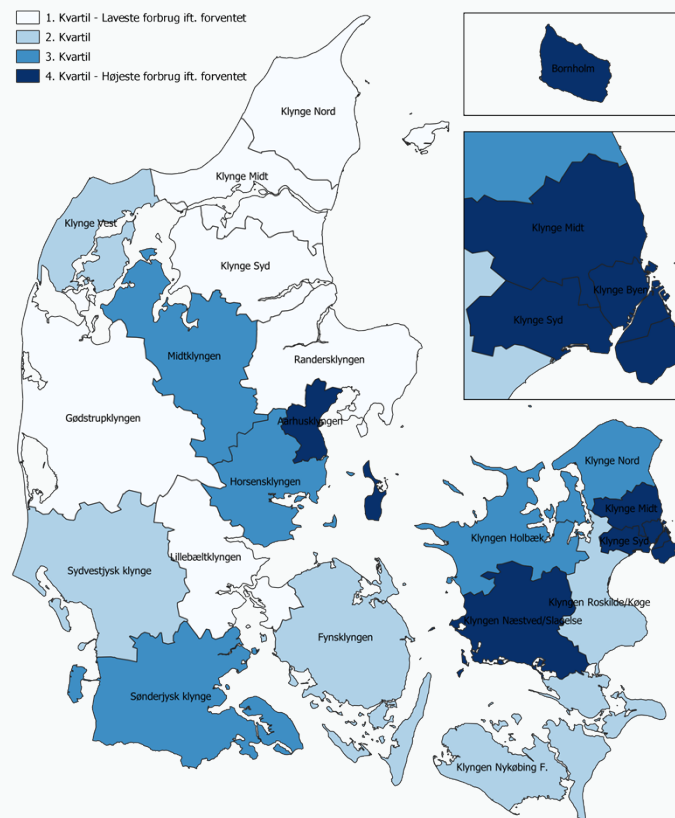 1. Kvartil - Laveste forbrug ift. forventet
2. Kvartil
3. Kvartil
4. Kvartil - Højeste forbrug ift. forventet
Bornholm
Klynge Nord
Klynge Midt
Klynge Vest
Klynge Syd
Klynge Midt
Klynge Byen
Klynge Syd
Midtklyngen
Randersklyngen
Gødstrupklyngen
Aarhusklyngen
Horsensklyngen
Klynge Nord
Klynge Midt
Klyngen Holbæk
Klynge Syd
Lillebæltklyngen
Sydvestjysk klynge
Klyngen Roskilde/Køge
Klyngen Næstved/Slagelse
Fynsklyngen
Sønderjysk klynge
Klyngen Nykøbing F.